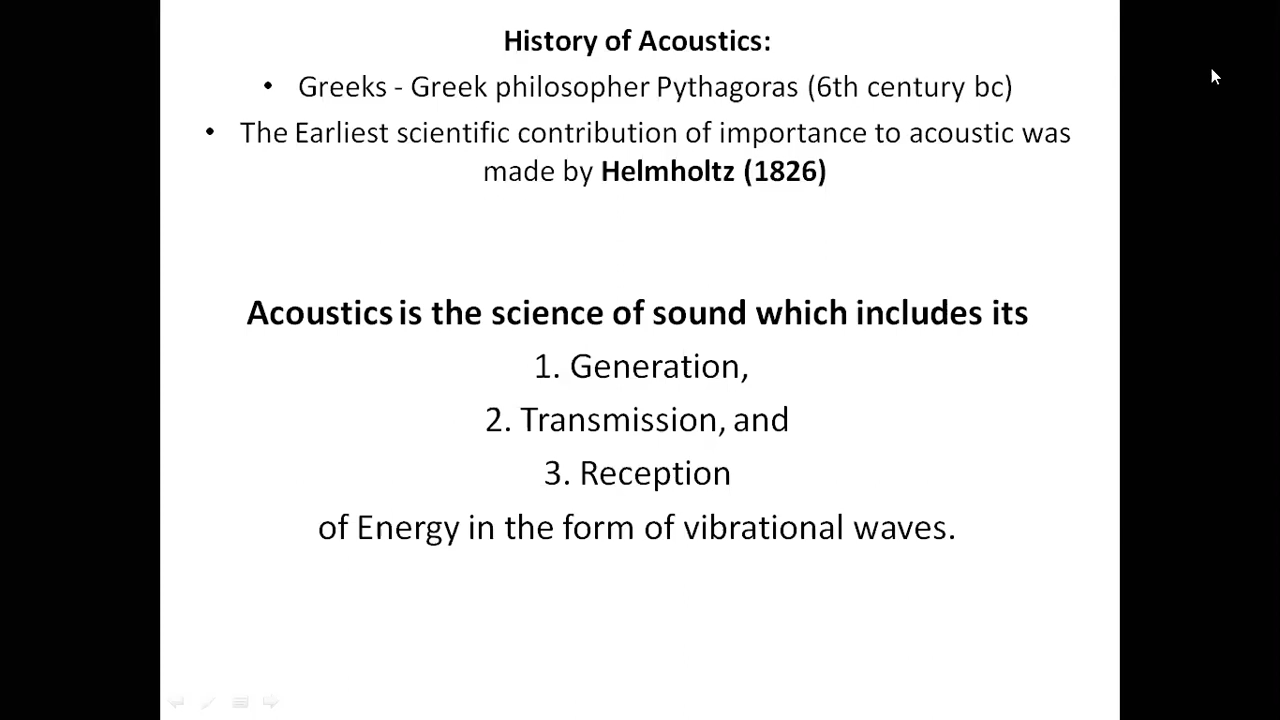 History of Acoustics:
• Greeks - Greek philosopher Pythagoras (6th century bc)
• The Earliest scientific contribution of importance to acoustic was
made by Helmholtz (1826)
Acoustics is the science of sound which includes its
1. Generation,
2. Transmission, and
3. Reception
of Energy in the form of vibrational waves.